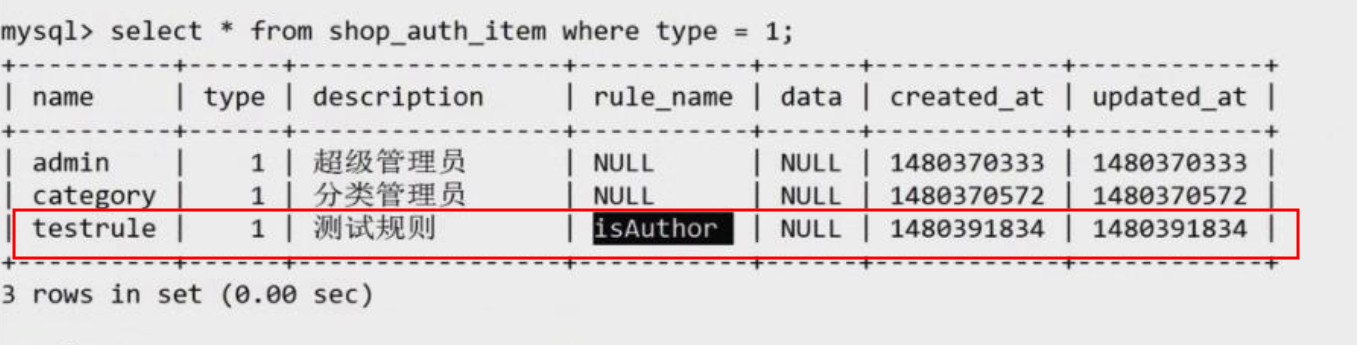 mysql> select * from shop_auth_item where type = 1;
+----------+------+----------------+-----------+------+------------+------------+
| name     | type | description    | rule_name | data | created_at | updated_at |
+----------+------+----------------+-----------+------+------------+------------+
| admin    |    1 | 超级管理员 | NULL      | NULL | 1480370333 | 1480370333 |
| category |    1 | 分类管理员 | NULL      | NULL | 1480370572 | 1480370572 |
| testrule |    1 | 测试规则 | isAuthor  | NULL | 1480391834 | 1480391834 |
+----------+------+----------------+-----------+------+------------+------------+
3 rows in set (0.00 sec)